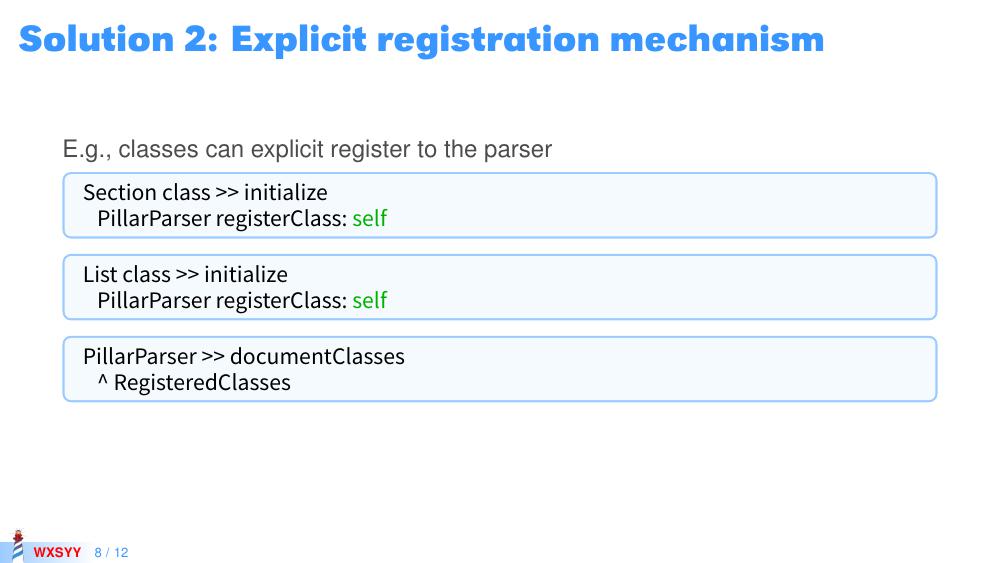 Solution 2: Explicit registration mechanism
E.g., classes can explicit register to the parser
Section class >> initialize
PillarParser registerClass: self
List class >> initialize
PillarParser registerClass: self
PillarParser >> documentClasses
^ RegisteredClasses
WXSYY 8 / 12